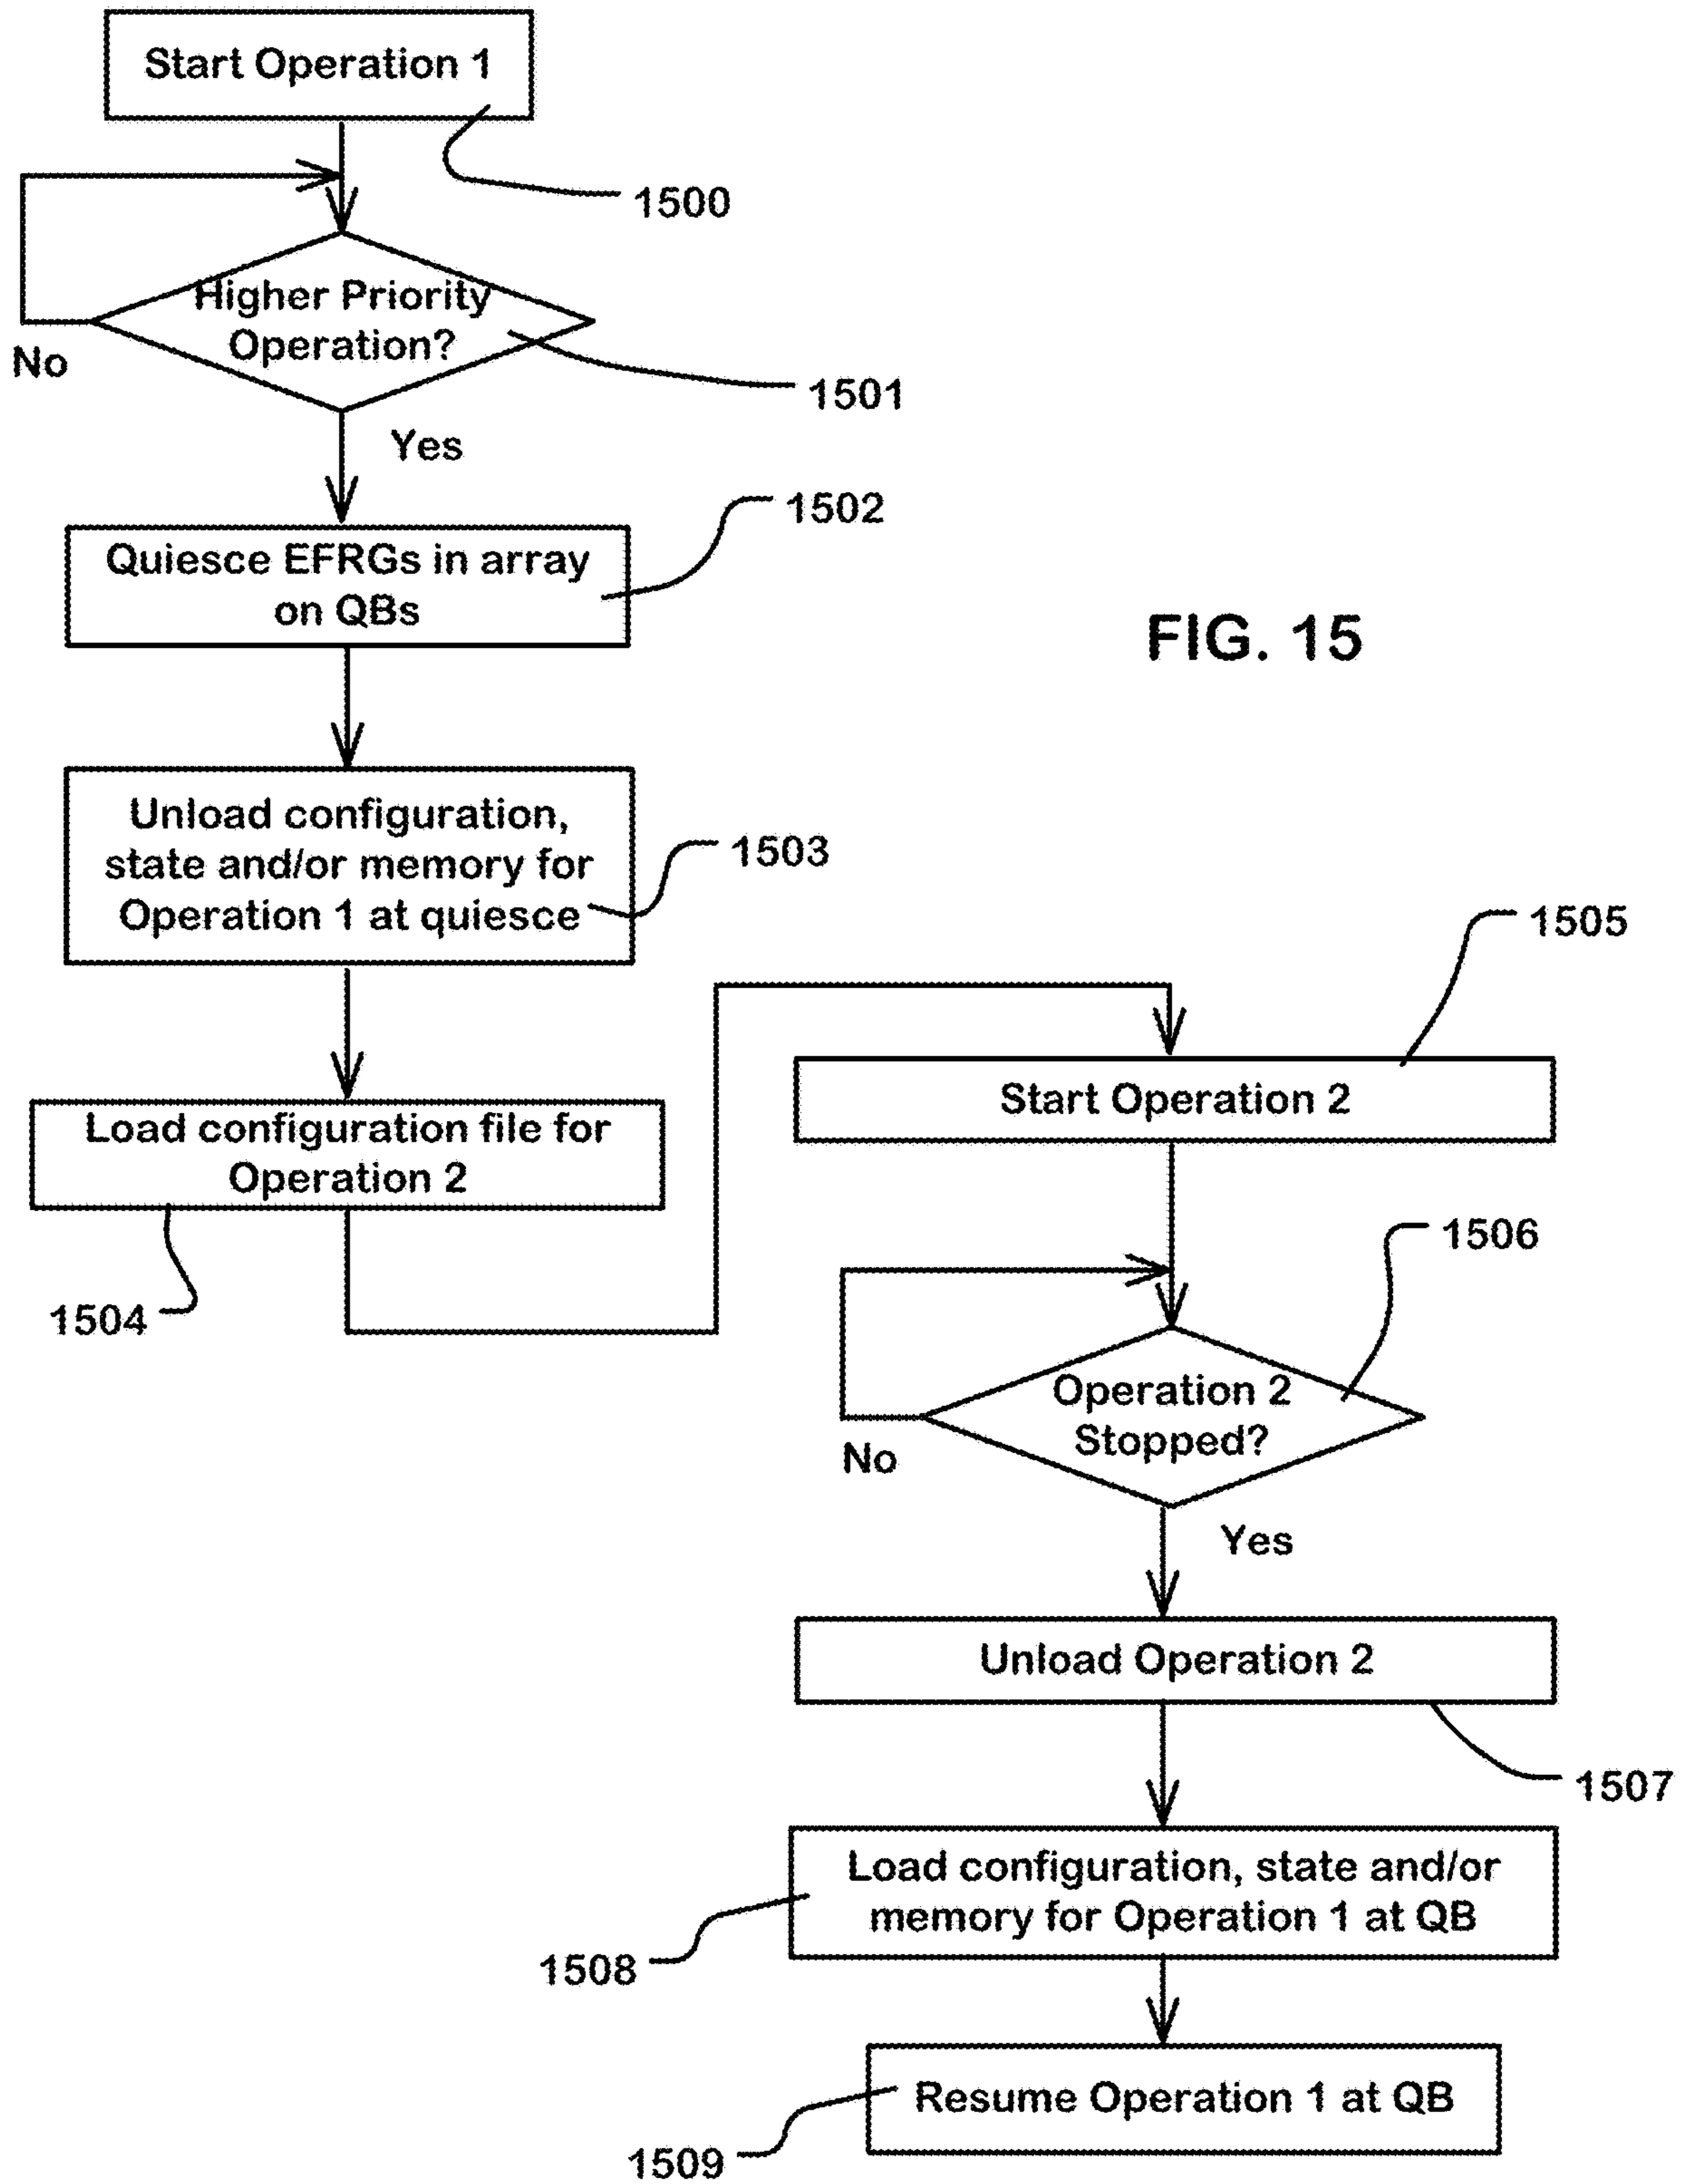 Start Operation 1
1500
Higher Priority
Operation?
No
1501
Yes
1502
Quiesce EFRGs in array
on QBs
FIG. 15
Unload configuration,
state and/or memory for
Operation 1 at quiesce
1503
Load configuration file for
Operation 2
1504
1505
Start Operation 2
1506
Operation 2
Stopped?
No
Yes
Unload Operation 2
1507
Load configuration, state and/or
memory for Operation 1 at QB
1508
Resume Operation 1 at QB
1509